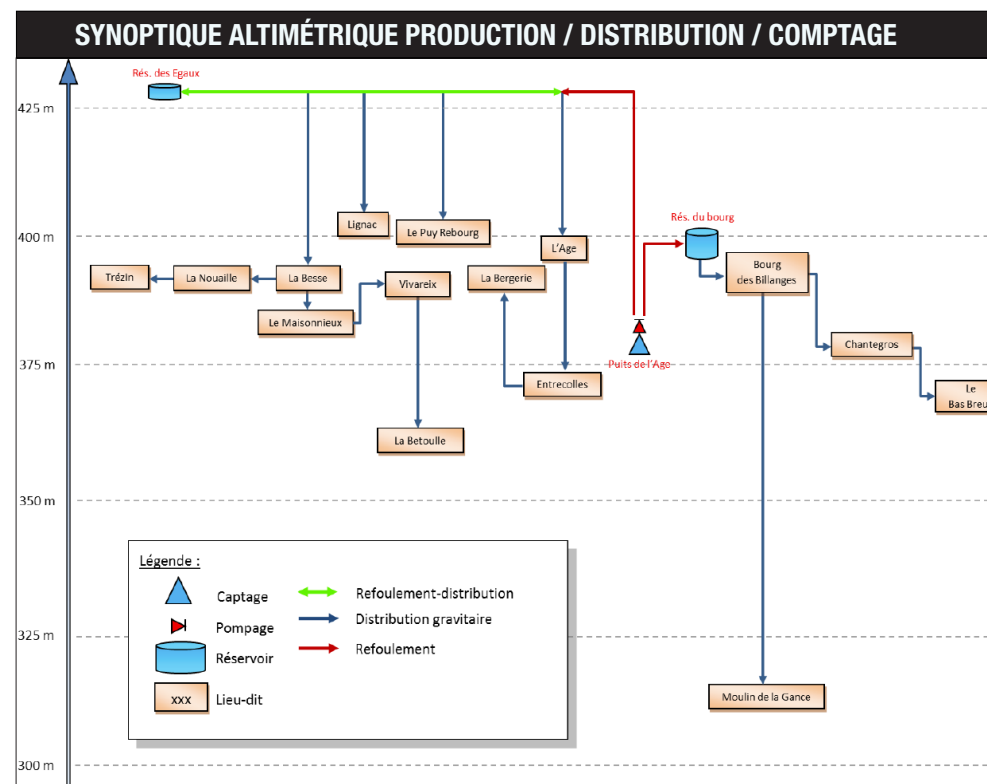 SYNOPTIQUE ALTIMÉTRIQUE PRODUCTION / DISTRIBUTION / COMPTAGE
Rés. des Egaux
425 m
Lignac
Le Puy Rebourg
Rés. du bourg
400 m
L'Age
Trézin
La Nouaille
La Besse
Vivareix
La Bergerie
Bourg
des Billanges
Le Maisonnieux
Chantegros
375 m
Puits de l'Age
Entrecolles
Le
Bas Breu
La Betoulle
350 m
Légende :
Captage
Refoulement-distribution
Pompage
Distribution gravitaire
325 m
Réservoir
Refoulement
xxx
Lieu-dit
Moulin de la Gance
300 m